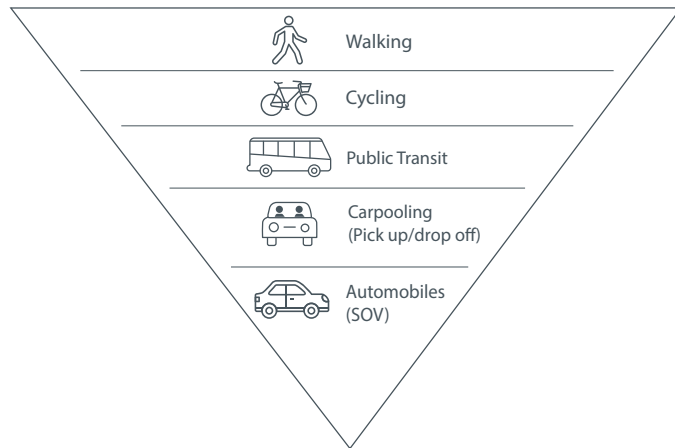 Walking
Cycling
Public Transit
Carpooling
(Pick up/drop off)
Automobiles
(SOV)